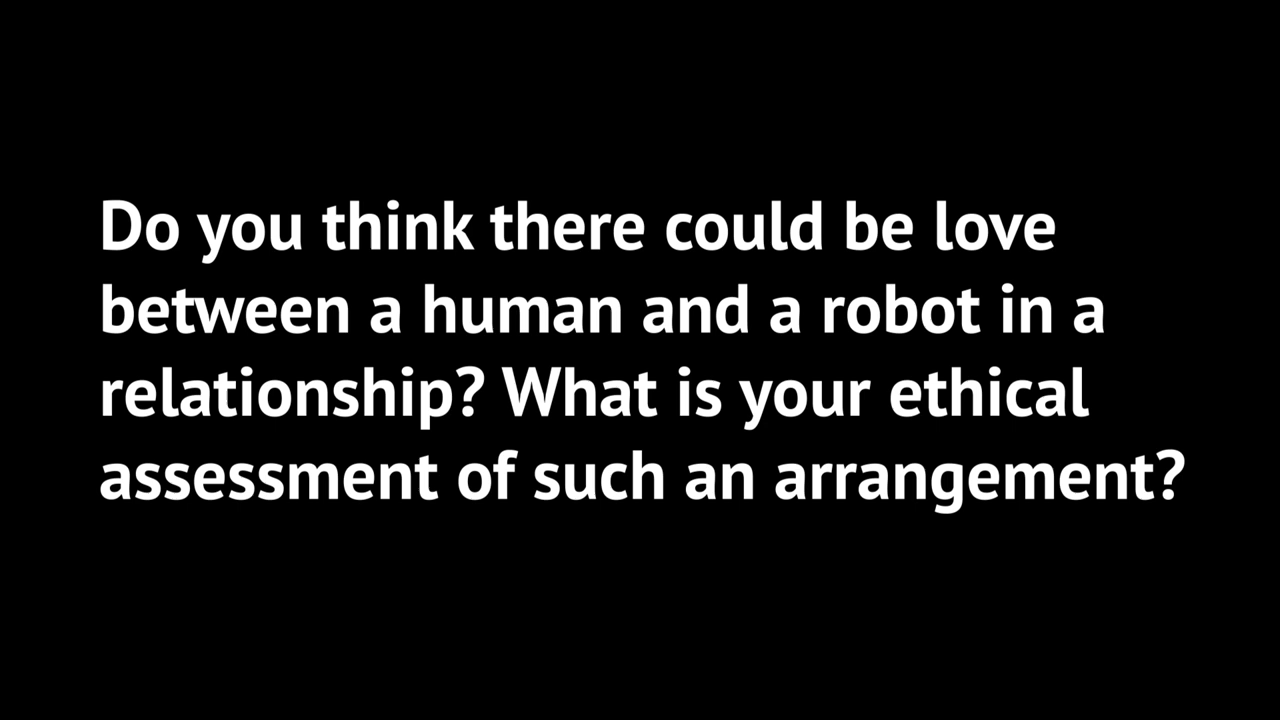 Do you think there could be love
between a human and a robot in a
relationship? What is your ethical
assessment of such an arrangement?